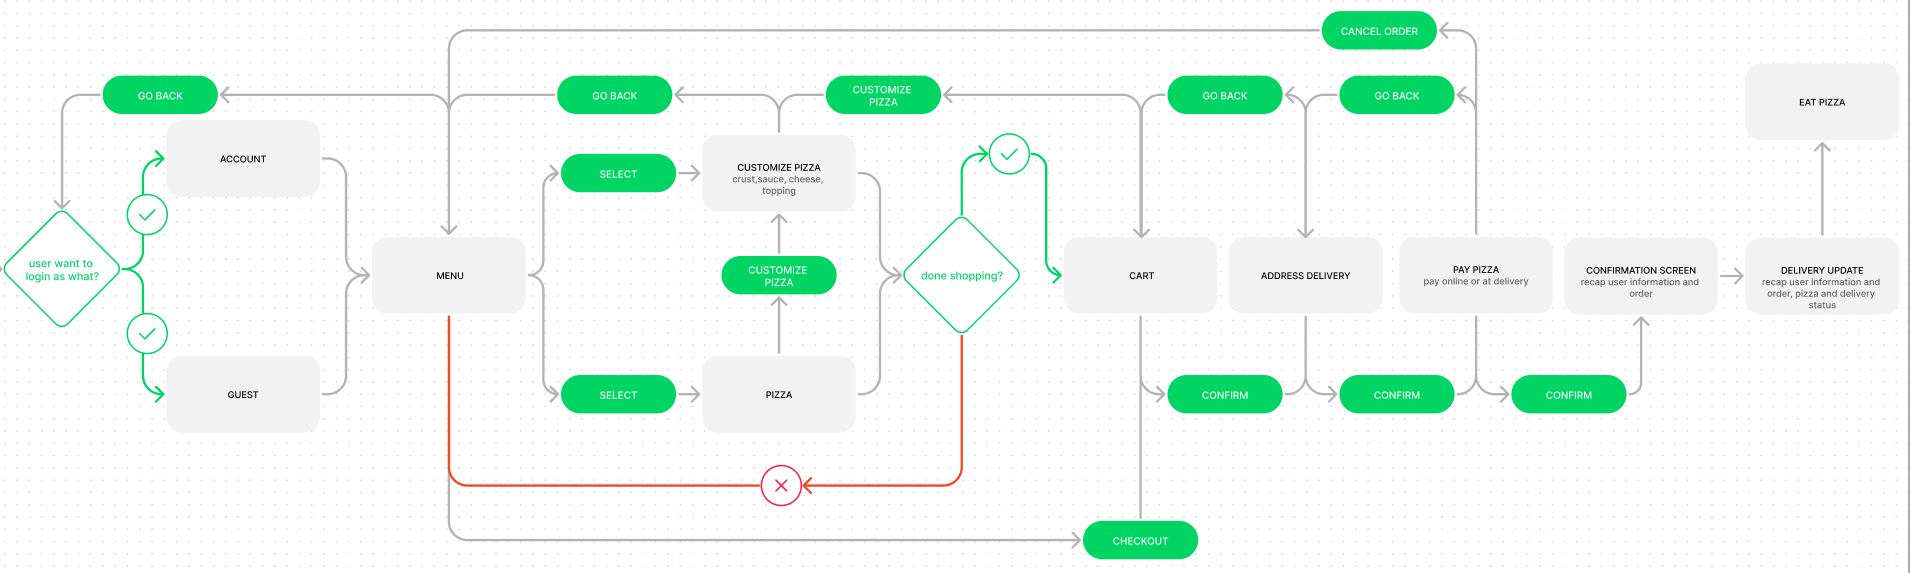 CANCEL ORDER
GO BACK
GO BACK
CUSTOMIZE
PIZZA
GO BACK
GO BACK
EAT PIZZA
ACCOUNT
SELECT
CUSTOMIZE PIZZA
crust,sauce, cheese,
topping
user want to
login as what?
MENU
CUSTOMIZE
PIZZA
done shopping?
CART
ADDRESS DELIVERY
PAY PIZZA
pay online or at delivery
CONFIRMATION SCREEN
recap user information and
order
DELIVERY UPDATE
recap user information and
order, pizza and delivery
status
GUEST
SELECT
PIZZA
CONFIRM
CONFIRM
CONFIRM
CHECKOUT